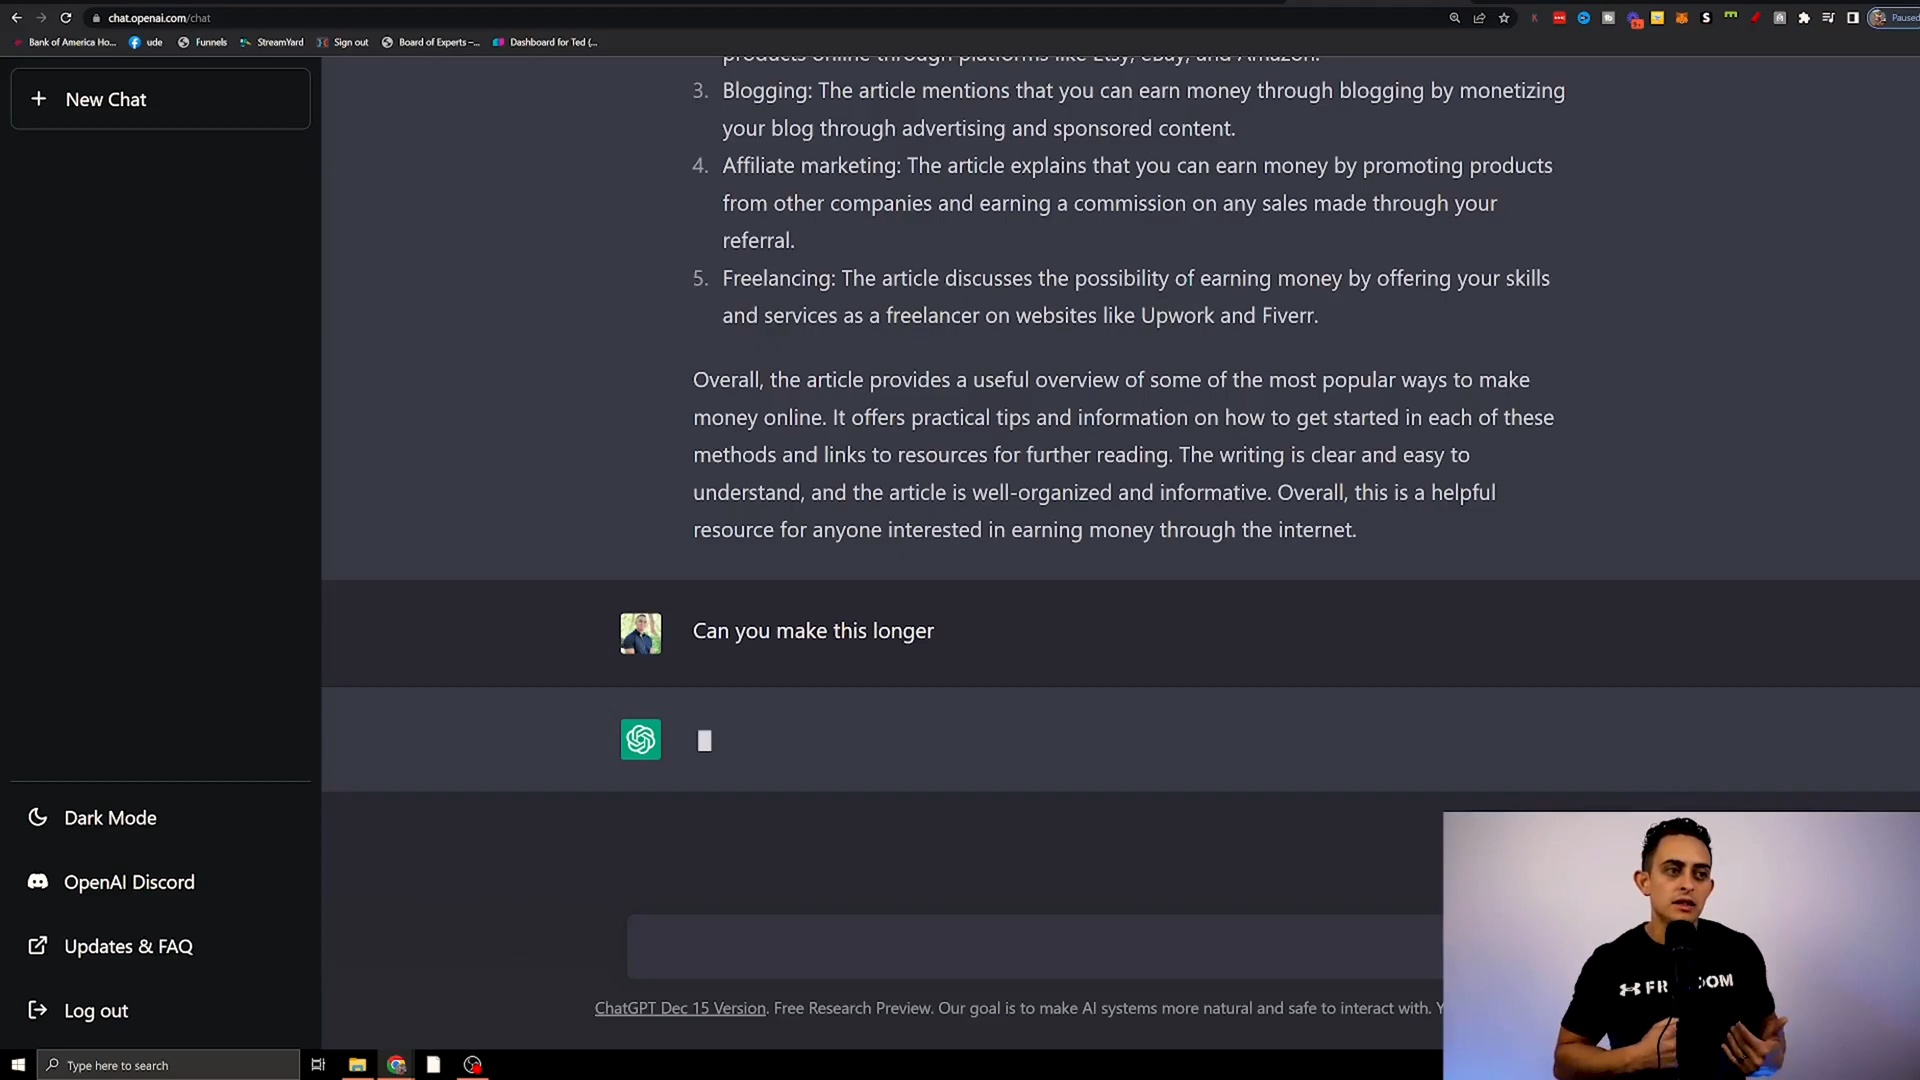 chat.openai.com/chat
Paused
Bank of America Ho...
ude
Funnels
StreamYard
Sign out
Board of Experts –...
Dashboard for Ted (...
New Chat
products online through platforms like Etsy, eBay, and Amazon.
3. Blogging: The article mentions that you can earn money through blogging by monetizing
your blog through advertising and sponsored content.
4. Affiliate marketing: The article explains that you can earn money by promoting products
from other companies and earning a commission on any sales made through your
referral.
5. Freelancing: The article discusses the possibility of earning money by offering your skills
and services as a freelancer on websites like Upwork and Fiverr.
Overall, the article provides a useful overview of some of the most popular ways to make
money online. It offers practical tips and information on how to get started in each of these
methods and links to resources for further reading. The writing is clear and easy to
understand, and the article is well-organized and informative. Overall, this is a helpful
resource for anyone interested in earning money through the internet.
Can you make this longer
Dark Mode
OpenAI Discord
Updates & FAQ
Log out
ChatGPT Dec 15 Version. Free Research Preview. Our goal is to make AI systems more natural and safe to interact with. Y
Type here to search